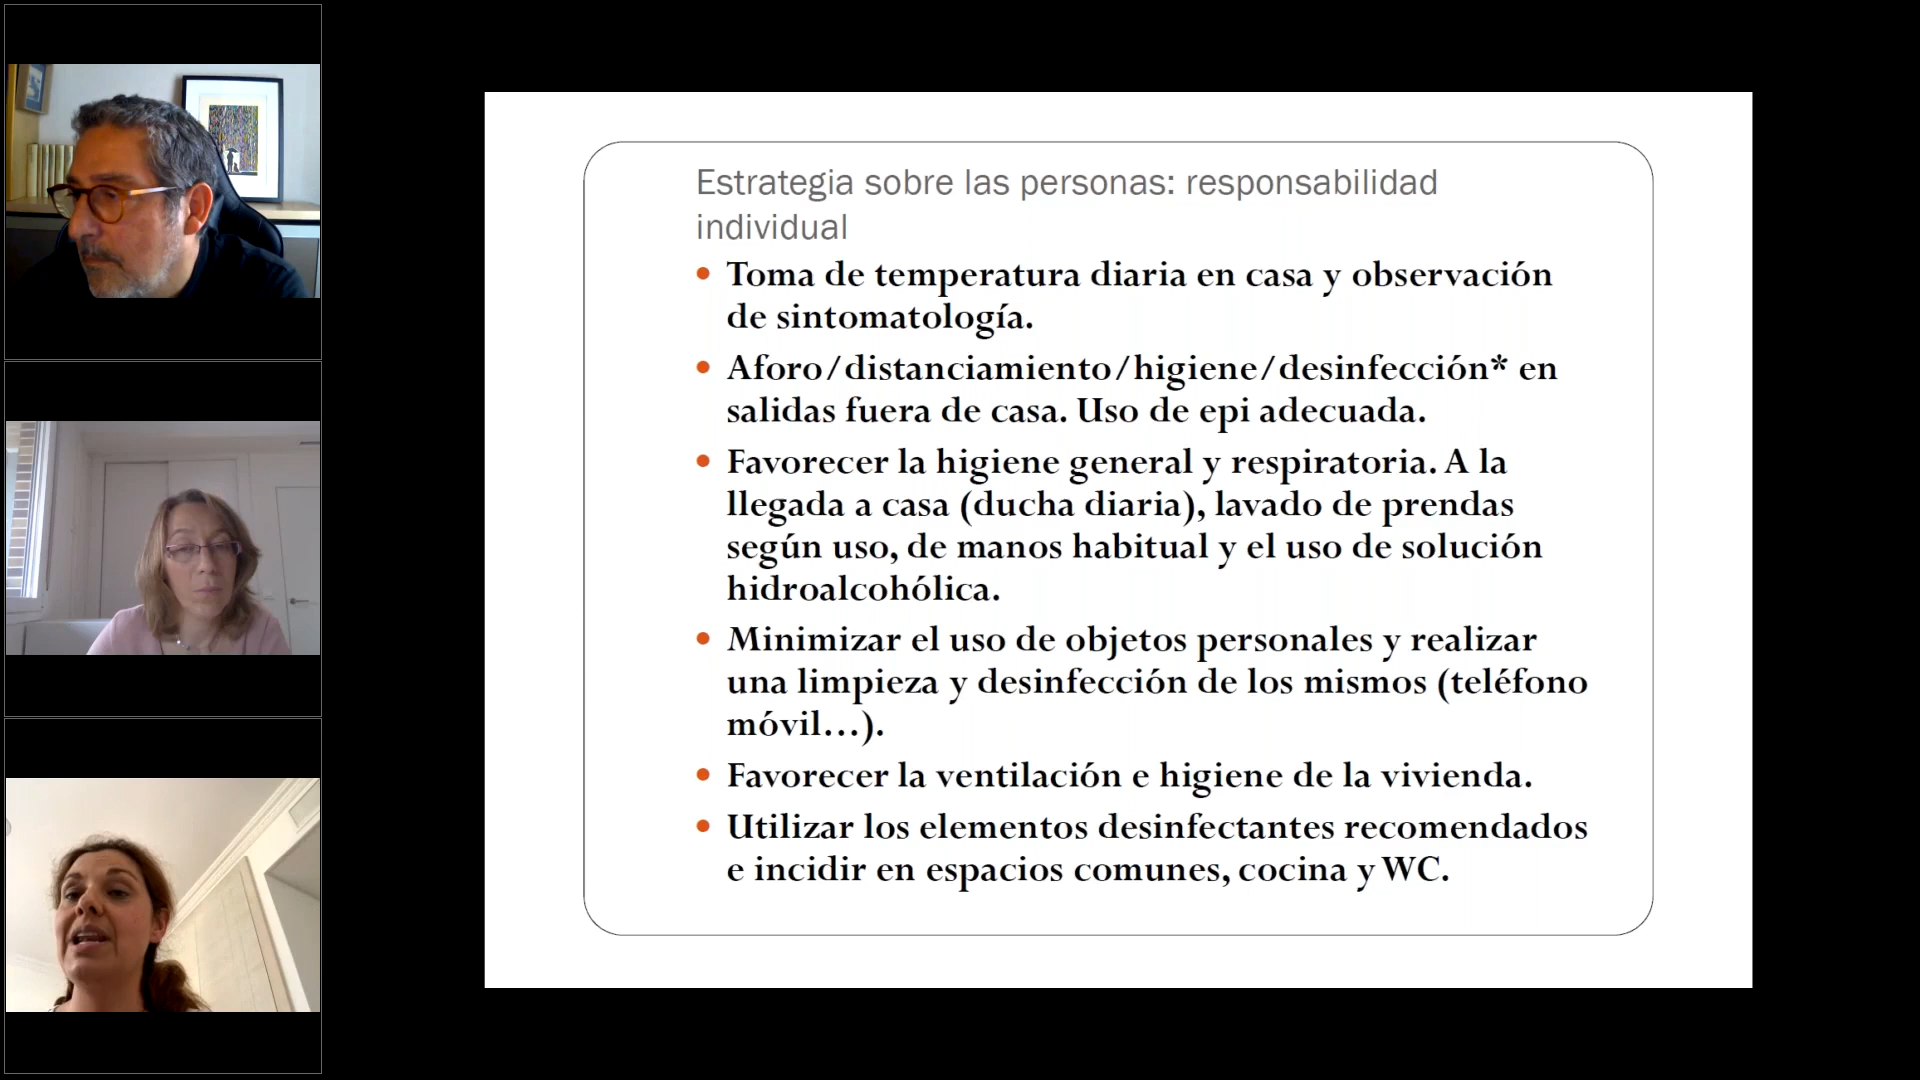 Estrategia sobre las personas: responsabilidad
individual
• Toma de temperatura diaria en casa y observación
de sintomatología.
• Aforo/distanciamiento/higiene/desinfección* en
salidas fuera de casa. Uso de epi adecuada.
• Favorecer la higiene general y respiratoria. A la
llegada a casa (ducha diaria), lavado de prendas
según uso, de manos habitual y el uso de solución
hidroalcohólica.
• Minimizar el uso de objetos personales y realizar
una limpieza y desinfección de los mismos (teléfono
móvil...).
• Favorecer la ventilación e higiene de la vivienda.
• Utilizar los elementos desinfectantes recomendados
e incidir en espacios comunes, cocina y WC.